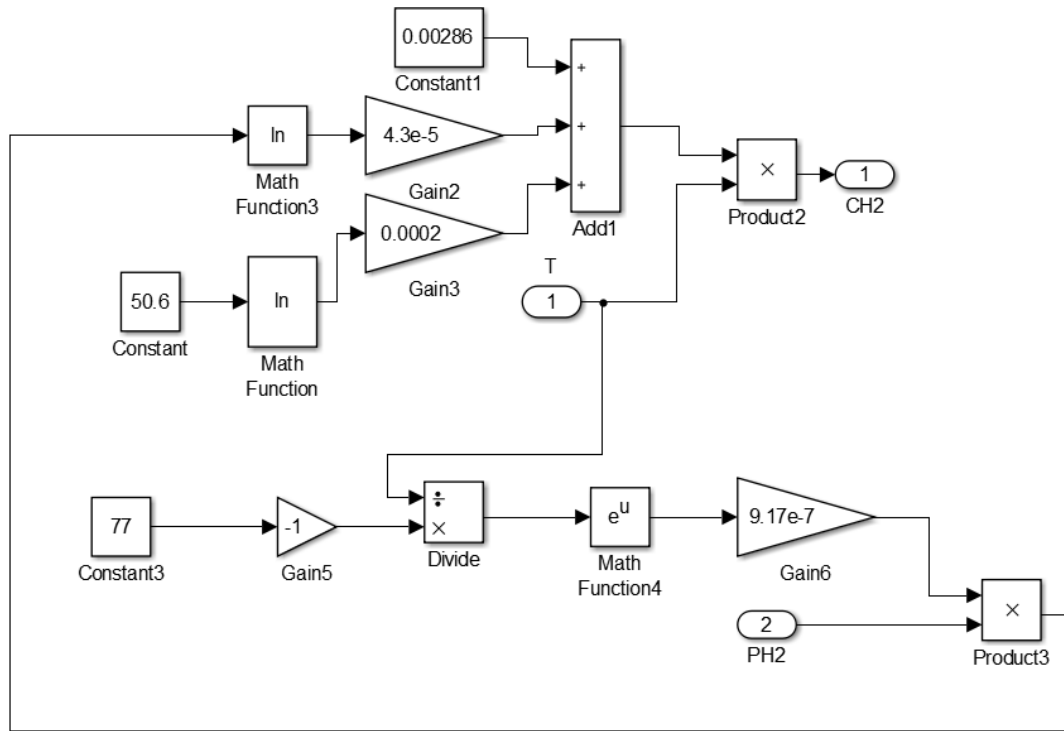 0.00286
Constant1
ln
Math
Function3
4.3e-5
Gain2
+
+
+
Add1
×
Product2
1
CH2
0.0002
Gain3
50.6
Constant
ln
Math
Function
T
1
77
Constant3
-1
Gain5
÷
×
Divide
e^u
Math
Function4
9.17e-7
Gain6
2
PH2
×
Product3